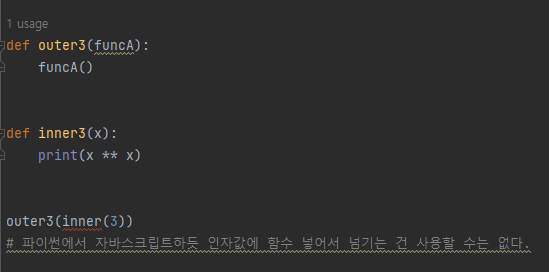 1 usage
def outer3(funcA):
    funcA()
def inner3(x):
    print(x ** x)
outer3(inner(3))
# 파이썬에서 자바스크립트하듯 인자값에 함수 넣어서 넘기는 건 사용할 수는 없다.